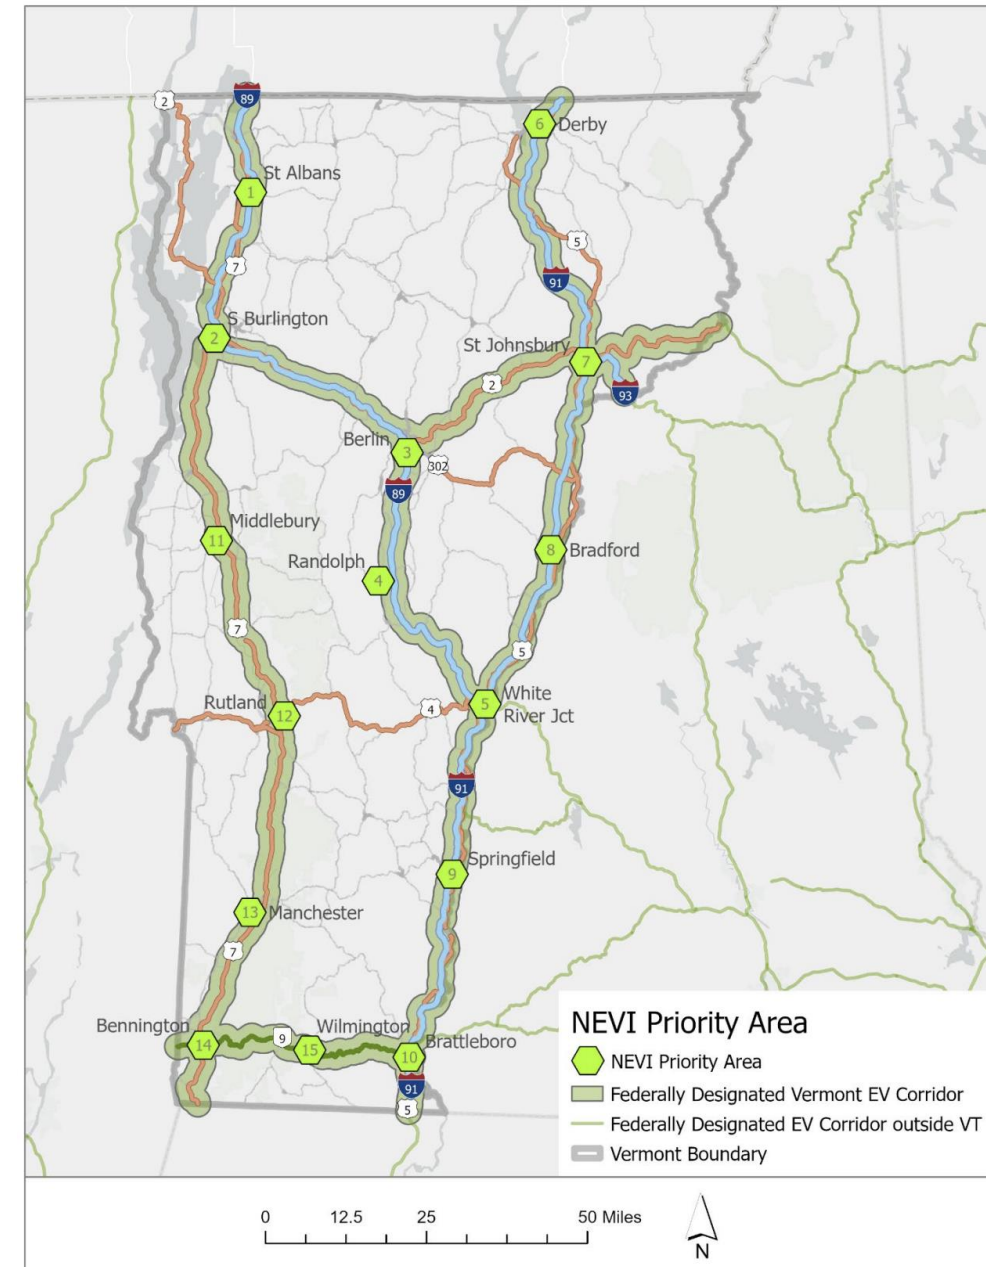 2
89
6
Derby
St Albans
1
5
7
91
S Burlington
2
St Johnsbury
7
2
93
Berlin
3
302
89
Middlebury
11
8
Bradford
Randolph
4
7
5
Rutland
12
4
5
White
River Jct
91
Springfield
9
13
Manchester
7
Bennington
14
9
Wilmington
15
10
Brattleboro
91
5
NEVI Priority Area
NEVI Priority Area
Federally Designated Vermont EV Corridor
Federally Designated EV Corridor outside VT
Vermont Boundary
0 12.5 25 50 Miles
N